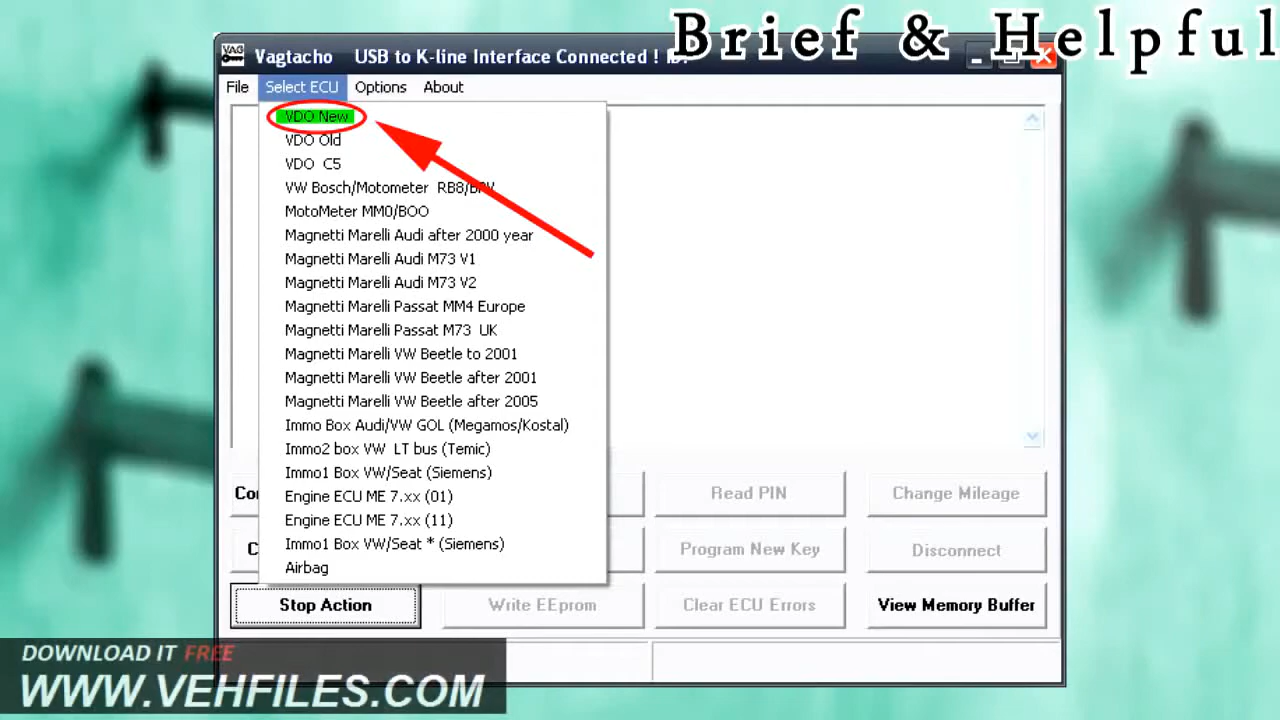 Brief & Helpful
VAG
Vagtacho USB to K-line Interface Connected !
File Select ECU Options About
VDO New
VDO Old
VDO C5
VW Bosch/Motometer RB8/
MotoMeter MM0/BOO
Magnetti Marelli Audi after 2000 year
Magnetti Marelli Audi M73 V1
Magnetti Marelli Audi M73 V2
Magnetti Marelli Passat MM4 Europe
Magnetti Marelli Passat M73 UK
Magnetti Marelli VW Beetle to 2001
Magnetti Marelli VW Beetle after 2001
Magnetti Marelli VW Beetle after 2005
Immo Box Audi/VW GOL (Megamos/Kostal)
Immo2 box VW LT bus (Temic)
Immo1 Box VW/Seat (Siemens)
Engine ECU ME 7.xx (01)
Engine ECU ME 7.xx (11)
Immo1 Box VW/Seat * (Siemens)
Airbag
Read PIN Change Mileage
Program New Key Disconnect
Stop Action Write EEprom Clear ECU Errors View Memory Buffer
DOWNLOAD IT FREE
WWW.VEHFILES.COM